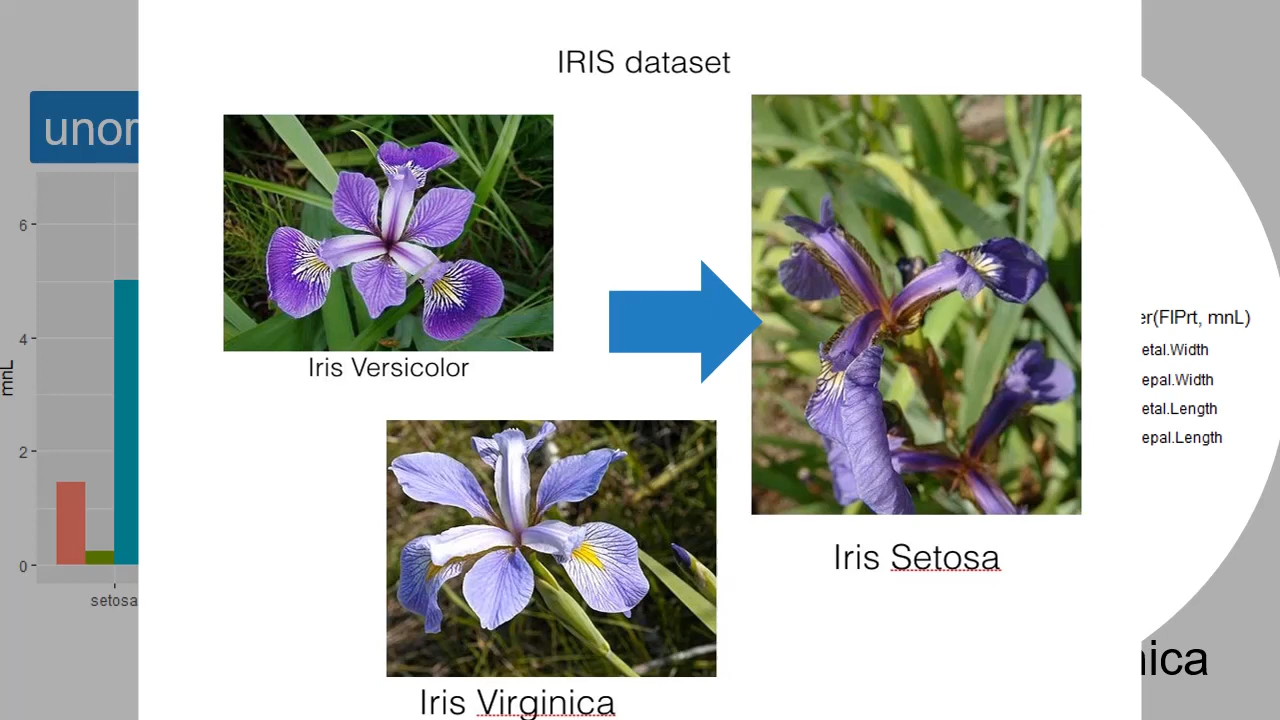 IRIS dataset
unor
6
4
2
0
mnL
setosa
Iris Versicolor
Iris Virginica
Iris Setosa
er(FlPrt, mnL)
etal.Width
epal.Width
etal.Length
epal.Length
nica